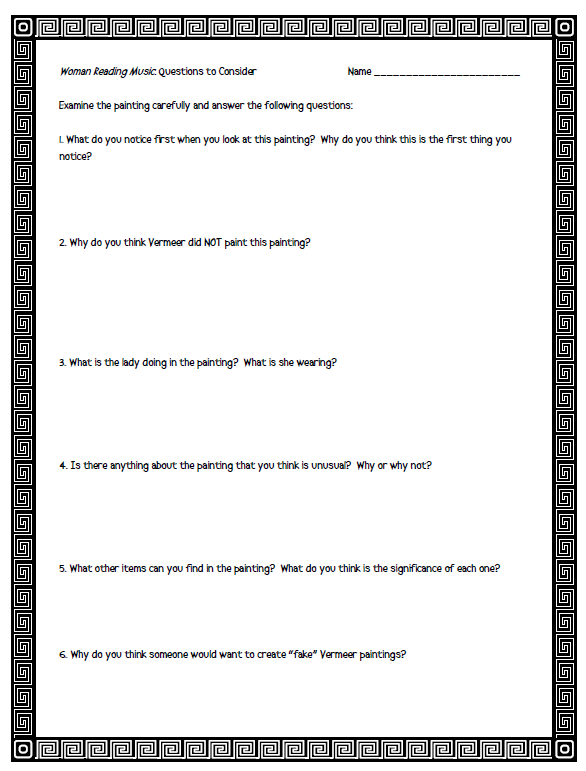 Woman Reading Music: Questions to Consider Name _______________________
Examine the painting carefully and answer the following questions:
1. What do you notice first when you look at this painting? Why do you think this is the first thing you
notice?
2. Why do you think Vermeer did NOT paint this painting?
3. What is the lady doing in the painting? What is she wearing?
4. Is there anything about the painting that you think is unusual? Why or why not?
5. What other items can you find in the painting? What do you think is the significance of each one?
6. Why do you think someone would want to create “fake” Vermeer paintings?